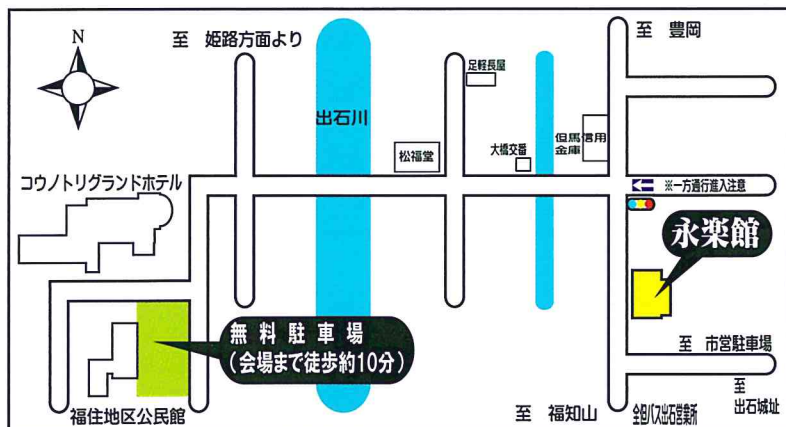 N
至 姫路方面より
至 豊岡
足軽長屋
出石川
但馬信用
金庫
松福堂
大橋交番
コウノトリグランドホテル
※一方通行進入注意
永楽館
無料駐車場
(会場まで徒歩約10分)
至 市営駐車場
至
出石城址
福住地区公民館
至 福知山
全但バス出石営業所